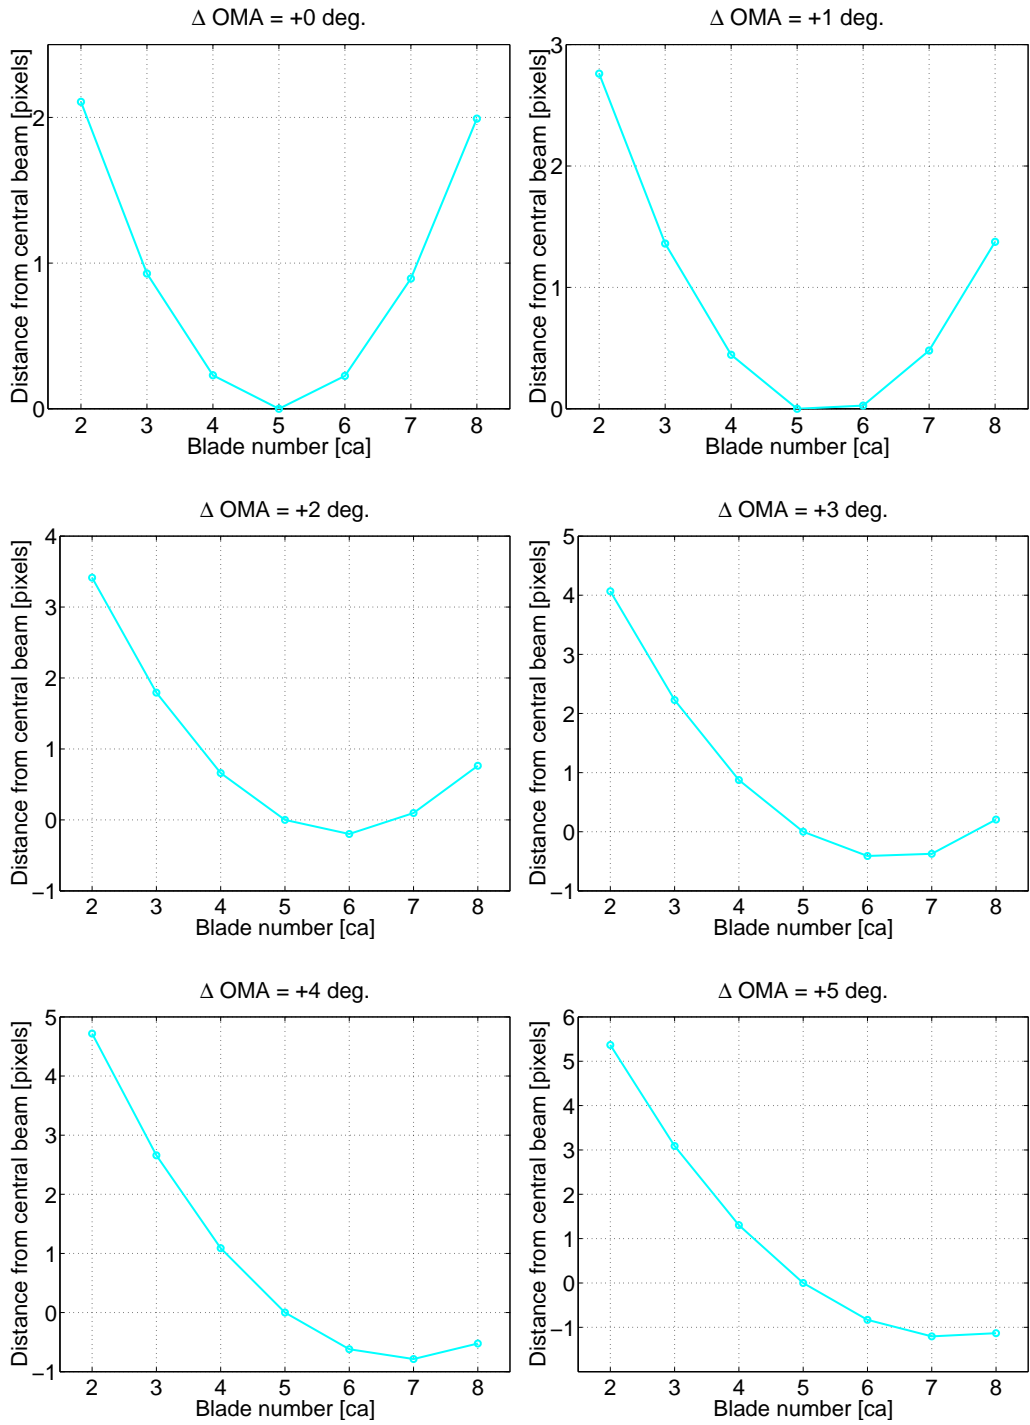 Δ OMA = +0 deg.
Distance from central beam [pixels]
2
1
0
2 3 4 5 6 7 8
Blade number [ca]
Δ OMA = +1 deg.
Distance from central beam [pixels]
3
2
1
0
2 3 4 5 6 7 8
Blade number [ca]
Δ OMA = +2 deg.
Distance from central beam [pixels]
4
3
2
1
0
−1
2 3 4 5 6 7 8
Blade number [ca]
Δ OMA = +3 deg.
Distance from central beam [pixels]
5
4
3
2
1
0
−1
2 3 4 5 6 7 8
Blade number [ca]
Δ OMA = +4 deg.
Distance from central beam [pixels]
5
4
3
2
1
0
−1
2 3 4 5 6 7 8
Blade number [ca]
Δ OMA = +5 deg.
Distance from central beam [pixels]
6
5
4
3
2
1
0
−1
2 3 4 5 6 7 8
Blade number [ca]